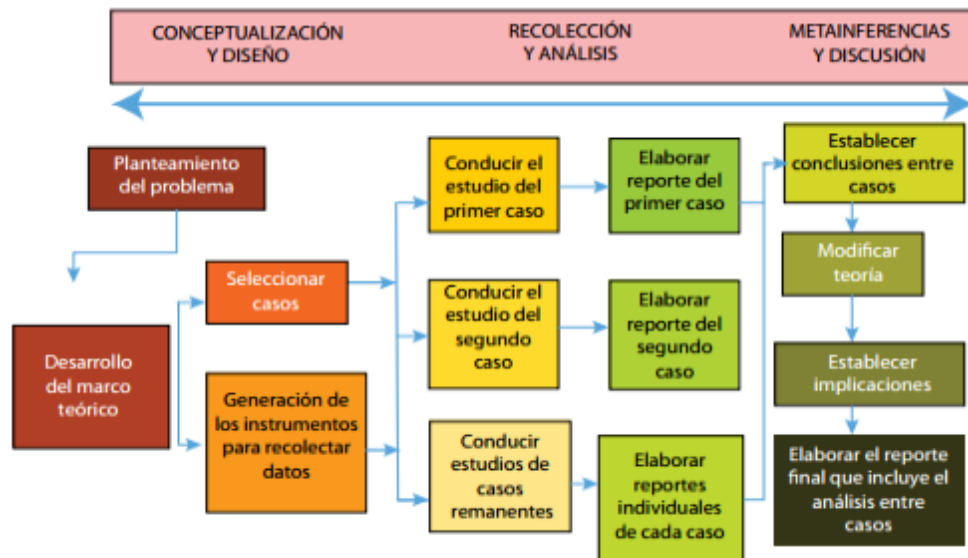 CONCEPTUALIZACIÓN
Y DISEÑO
RECOLECCIÓN
Y ANÁLISIS
METAINFERENCIAS
Y DISCUSIÓN
Planteamiento
del problema
Desarrollo
del marco
teórico
Seleccionar
casos
Generación de
los instrumentos
para recolectar
datos
Conducir el
estudio del
primer caso
Elaborar
reporte del
primer caso
Conducir el
estudio del
segundo
caso
Elaborar
reporte del
segundo
caso
Conducir
estudios de
casos
remanentes
Elaborar
reportes
individuales
de cada caso
Establecer
conclusiones entre
casos
Modificar
teoría
Establecer
implicaciones
Elaborar el reporte
final que incluye el
análisis entre
casos